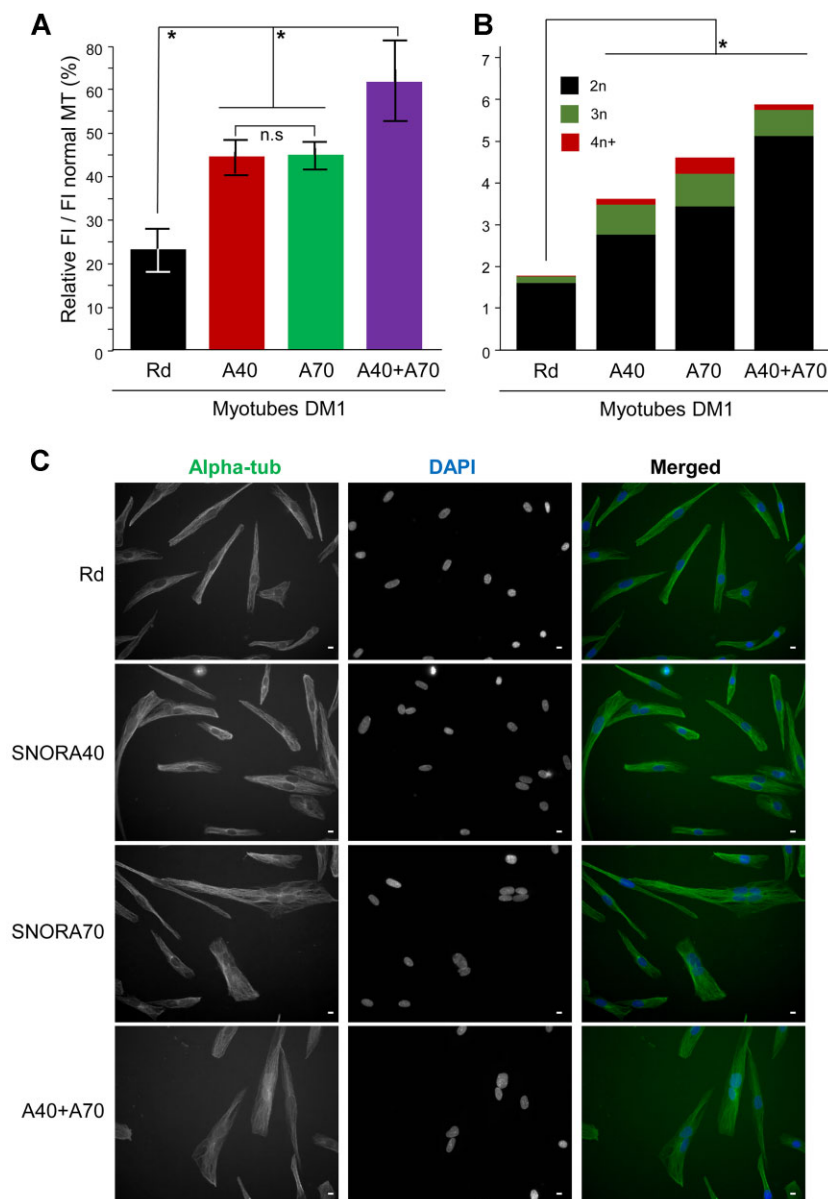 A
Relative FI / FI normal MT (%)
80
60
50
40
30
20
10
0
*
*
n.s
Rd A40 A70 A40+A70
Myotubes DM1
B
7
6
5
4
3
2
1
0
*
2n
3n
4n+
Rd A40 A70 A40+A70
Myotubes DM1
C
Alpha-tub DAPI Merged
Rd
SNORA40
SNORA70
A40+A70